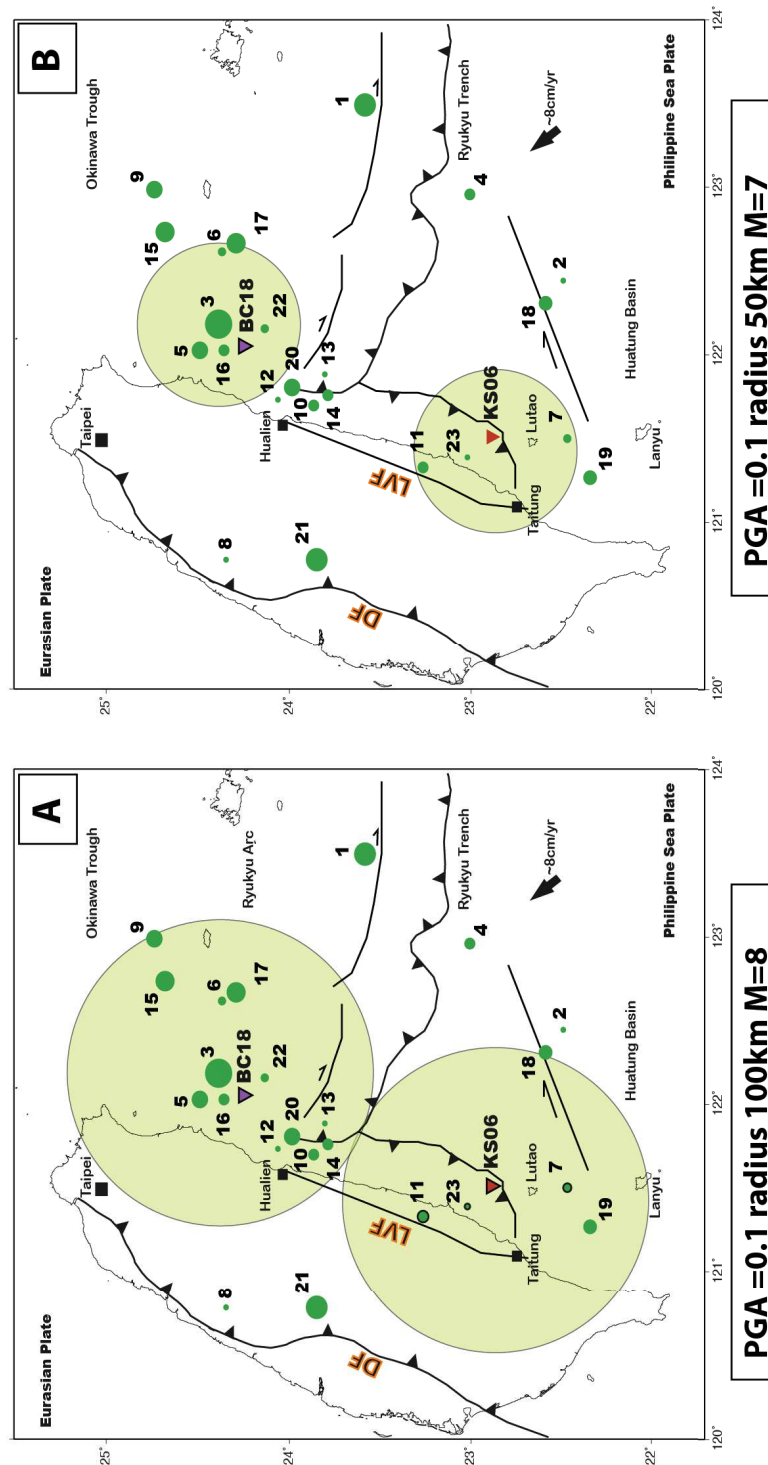 A
Okinawa Trough
Eurasian Plate
25°
Taipei
9
15
Ryukyu Arc
6
17
5
3
16
BC18
22
8
24°
Hualien
12
20
10
13
14
21
1
LVF
DF
11
23
KS06
23°
Ryukyu Trench
4
Taitung
Lutao
~8cm/yr
18
7
2
19
Huatung Basin
Lanyu
Philippine Sea Plate
22°
120°
121°
122°
123°
124°
PGA =0.1 radius 100km M=8
B
Okinawa Trough
Eurasian Plate
25°
Taipei
9
15
6
17
5
3
16
BC18
22
8
24°
Hualien
12
20
10
13
14
21
1
LVF
DF
11
23
KS06
23°
Ryukyu Trench
4
Taitung
Lutao
~8cm/yr
18
7
2
19
Huatung Basin
Lanyu
Philippine Sea Plate
22°
120°
121°
122°
123°
124°
PGA =0.1 radius 50km M=7